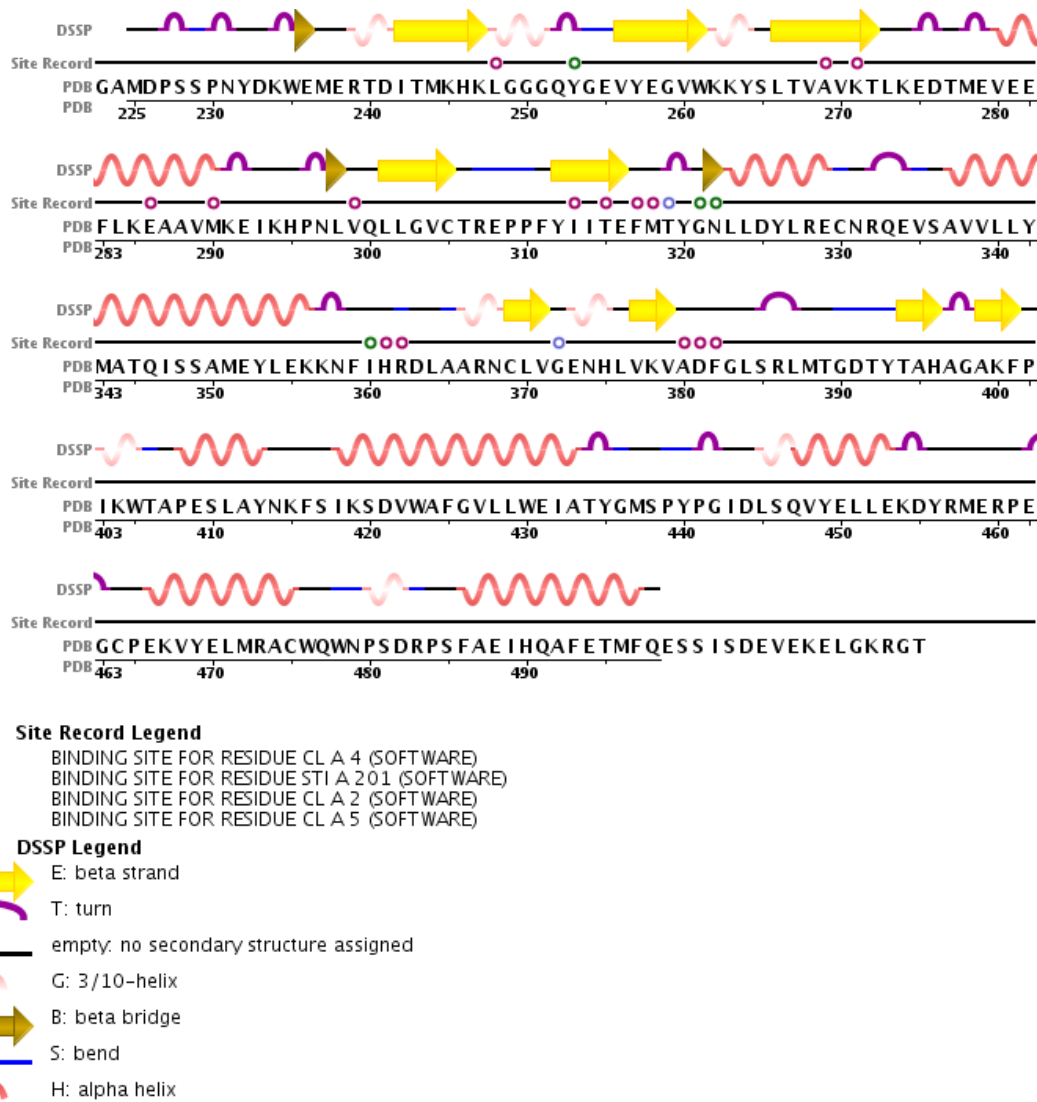 DSSP
Site Record
PDB GAMDPSSPNYDKWEMERTDITMKHKLGGGQYGEVYEGVWKKYSLTVAVKTLKEDTMEVEE
PDB 225 230 240 250 260 270 280
DSSP
Site Record
PDB FLKEAAVMKEIKHPNLVQLLGVCTREPPFYIITEFMTYGNLLDYLRECNRQEVSAVVLLY
PDB 283 290 300 310 320 330 340
DSSP
Site Record
PDB MATQISSAMEYLEKKNFIHRDLAARNCLVGENHLVKVADFGLSRLMTGDTYTAHAGAKFP
PDB 343 350 360 370 380 390 400
DSSP
Site Record
PDB IKWTAPESLAYNKFSIKSDVWAFGVLLWEIATYGMSPYPGIDLSQVYELLEKDYRMERPE
PDB 403 410 420 430 440 450 460
DSSP
Site Record
PDB GCPEKVYELMRACWQWNPSDRPSFAEIHQAFETMFQESSISDEVEKELGKRGT
PDB 463 470 480 490
Site Record Legend
BINDING SITE FOR RESIDUE CL A 4 (SOFTWARE)
BINDING SITE FOR RESIDUE STI A 201 (SOFTWARE)
BINDING SITE FOR RESIDUE CL A 2 (SOFTWARE)
BINDING SITE FOR RESIDUE CL A 5 (SOFTWARE)
DSSP Legend
E: beta strand
T: turn
empty: no secondary structure assigned
G: 3/10-helix
B: beta bridge
S: bend
H: alpha helix